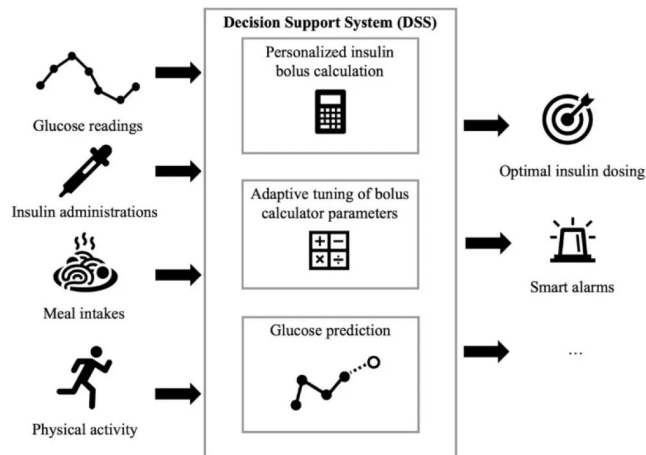 Decision Support System (DSS)
Personalized insulin
bolus calculation
Glucose readings
Optimal insulin dosing
Insulin administrations
Adaptive tuning of bolus
calculator parameters
+ −
× ÷
Smart alarms
Meal intakes
Glucose prediction
...
Physical activity